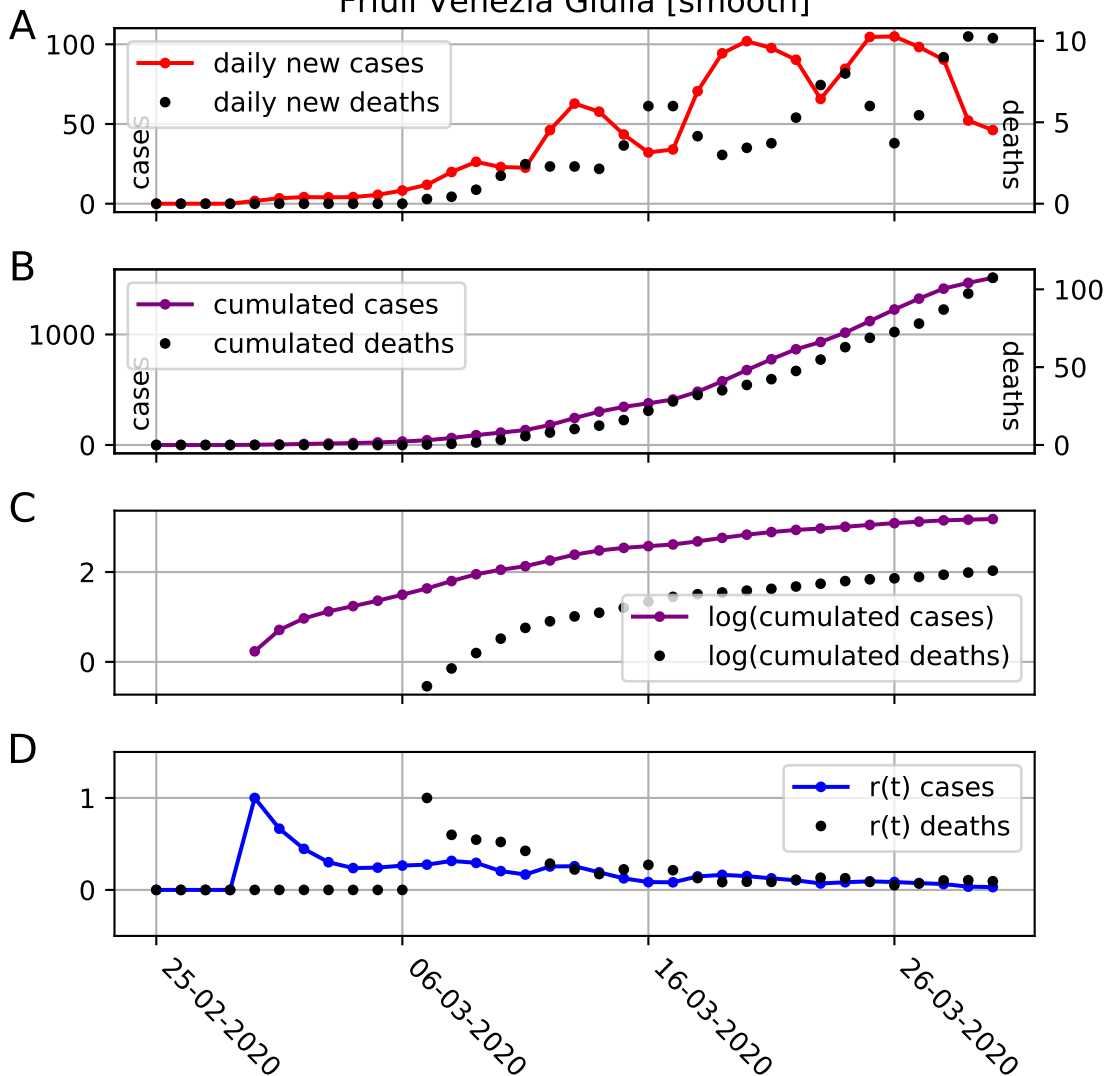 Friuli Venezia Giulia [smooth]
A
100
50
0
cases
daily new cases
daily new deaths
10
5
0
deaths
B
1000
0
cases
cumulated cases
cumulated deaths
100
50
0
deaths
C
2
0
log(cumulated cases)
log(cumulated deaths)
D
1
0
r(t) cases
r(t) deaths
25-02-2020
06-03-2020
16-03-2020
26-03-2020